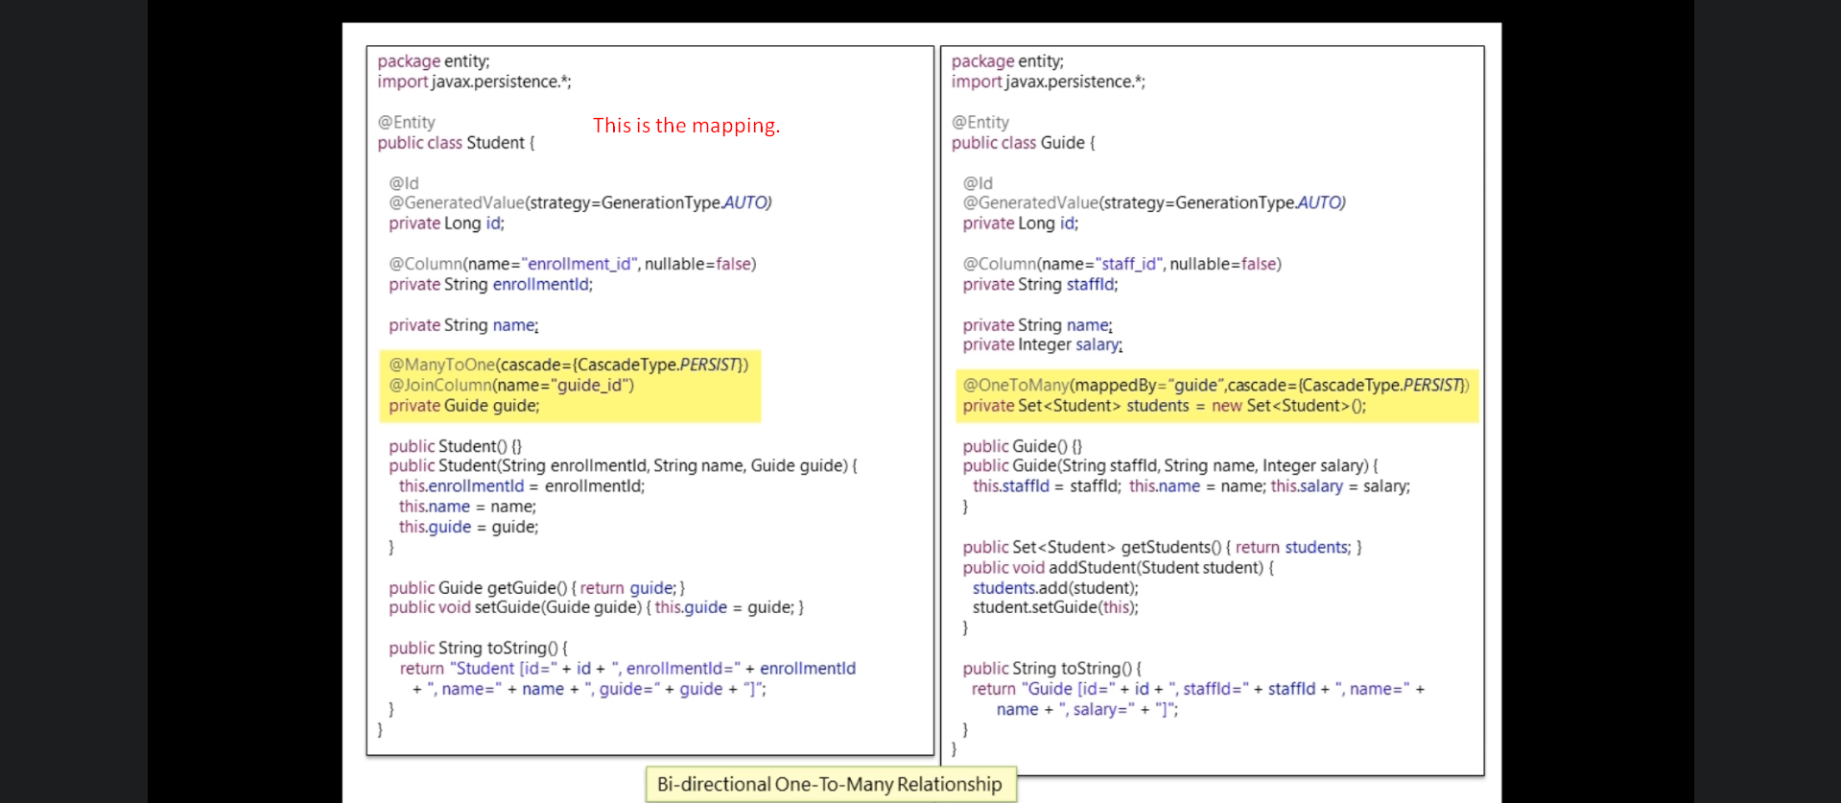 package entity;
import javax.persistence.*;
@Entity
This is the mapping.
public class Student {
@Id
@GeneratedValue(strategy=GenerationType.AUTO)
private Long id;
@Column(name="enrollment_id", nullable=false)
private String enrollmentId;
private String name;
@ManyToOne(cascade={CascadeType.PERSIST})
@JoinColumn(name="guide_id")
private Guide guide;
public Student() {}
public Student(String enrollmentId, String name, Guide guide) {
this.enrollmentId = enrollmentId;
this.name = name;
this.guide = guide;
}
public Guide getGuide() { return guide; }
public void setGuide(Guide guide) { this.guide = guide; }
public String toString() {
return "Student [id=" + id + ", enrollmentId=" + enrollmentId
+ ", name=" + name + ", guide=" + guide + "]";
}
}
package entity;
import javax.persistence.*;
@Entity
public class Guide {
@Id
@GeneratedValue(strategy=GenerationType.AUTO)
private Long id;
@Column(name="staff_id", nullable=false)
private String staffId;
private String name;
private Integer salary;
@OneToMany(mappedBy="guide",cascade={CascadeType.PERSIST})
private Set<Student> students = new Set<Student>();
public Guide() {}
public Guide(String staffId, String name, Integer salary) {
this.staffId = staffId; this.name = name; this.salary = salary;
}
public Set<Student> getStudents() { return students; }
public void addStudent(Student student) {
students.add(student);
student.setGuide(this);
}
public String toString() {
return "Guide [id=" + id + ", staffId=" + staffId + ", name=" +
name + ", salary=" + "]";
}
}
Bi-directional One-To-Many Relationship